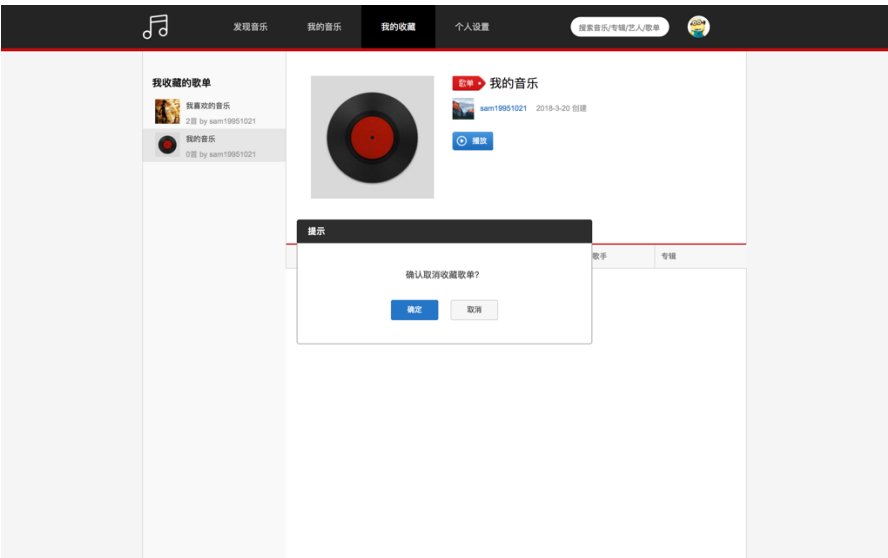 发现音乐 我的音乐 我的收藏 个人设置 搜索音乐/专辑/艺人/歌单
我收藏的歌单
我喜欢的音乐
2首 by sam19951021
我的音乐
0首 by sam19951021
歌单 我的音乐
sam19951021 2018-3-20 创建
播放
提示
歌手 专辑
确认取消收藏歌单?
确定 取消